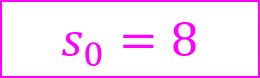 s₀ = 8